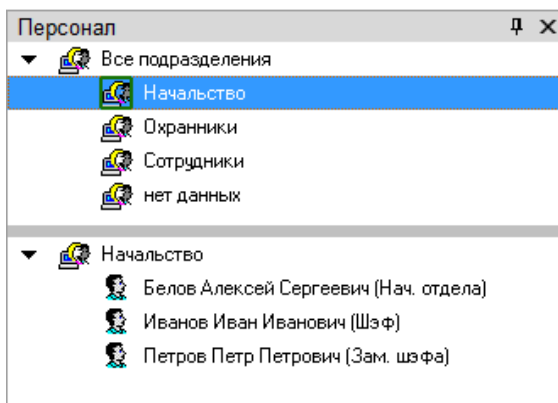 Персонал
Все подразделения
Начальство
Охранники
Сотрудники
нет данных
Начальство
Белов Алексей Сергеевич (Нач. отдела)
Иванов Иван Иванович (Шэф)
Петров Петр Петрович (Зам. шэфа)